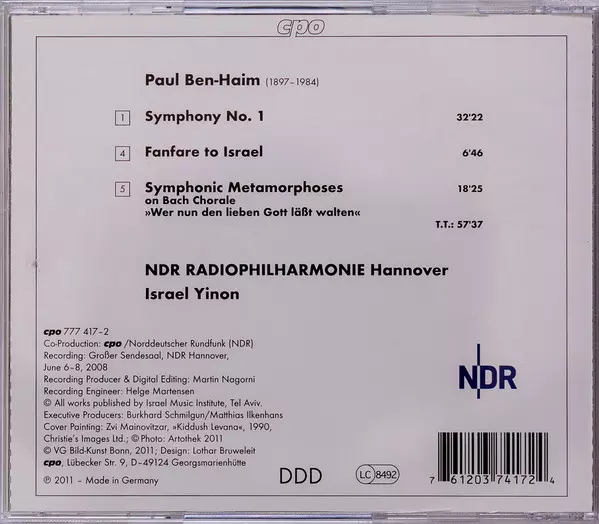 cpo
Paul Ben-Haim (1897–1984)
1 Symphony No. 1 32'22
4 Fanfare to Israel 6'46
5 Symphonic Metamorphoses 18'25
on Bach Chorale
»Wer nun den lieben Gott läßt walten«
T.T.: 57'37
NDR RADIOPHILHARMONIE Hannover
Israel Yinon
cpo 777 417–2
Co-Production: cpo /Norddeutscher Rundfunk (NDR)
Recording: Großer Sendesaal, NDR Hannover,
June 6–8, 2008
Recording Producer & Digital Editing: Martin Nagorni
Recording Engineer: Helge Martensen
© All works published by Israel Music Institute, Tel Aviv.
Executive Producers: Burkhard Schmilgun/Matthias Ilkenhans
Cover Painting: Zvi Mainovitzar, »Kiddush Levana«, 1990,
Christie's Images Ltd.; © Photo: Artothek 2011
© VG Bild-Kunst Bonn, 2011; Design: Lothar Bruweleit
cpo, Lübecker Str. 9, D–49124 Georgsmarienhütte
℗ 2011 – Made in Germany
DDD
LC 8492
NDR
7 61203 74172 4